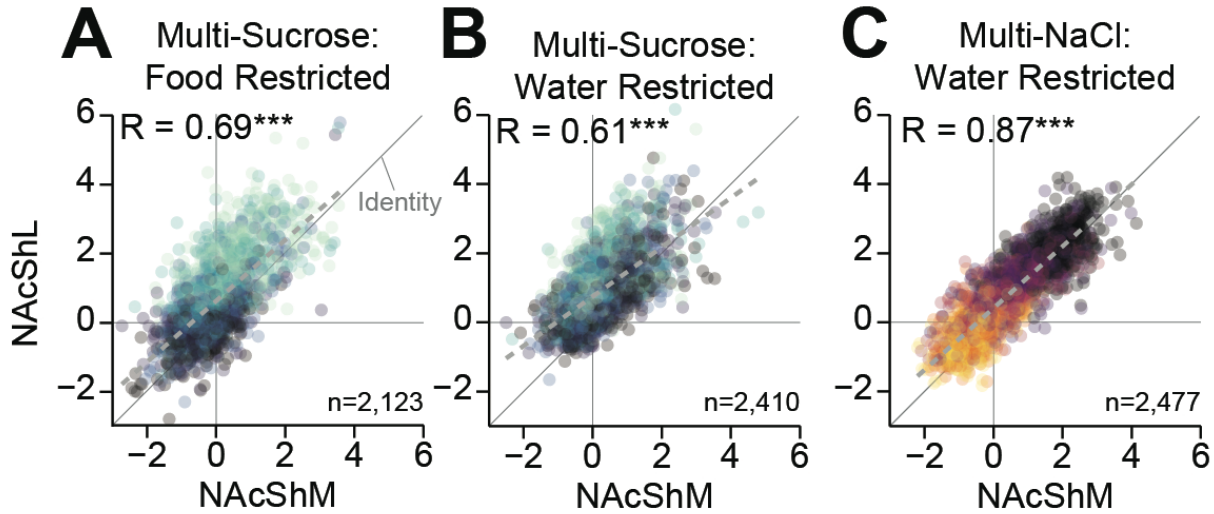 A
Multi-Sucrose:
Food Restricted
R = 0.69***
Identity
n=2,123
6
4
2
0
−2
NAcShL
−2 0 2 4 6
NAcShM
B
Multi-Sucrose:
Water Restricted
R = 0.61***
n=2,410
6
4
2
0
−2
−2 0 2 4 6
NAcShM
C
Multi-NaCl:
Water Restricted
R = 0.87***
n=2,477
6
4
2
0
−2
−2 0 2 4 6
NAcShM